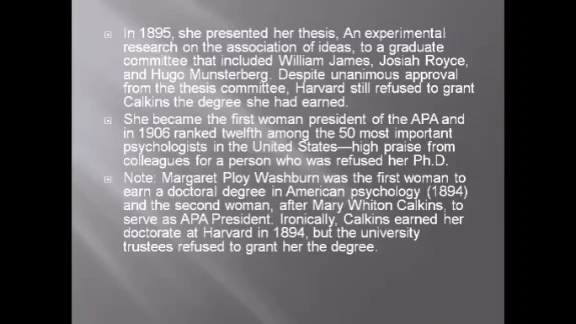 In 1895, she presented her thesis, An experimental
research on the association of ideas, to a graduate
committee that included William James, Josiah Royce,
and Hugo Munsterberg. Despite unanimous approval
from the thesis committee, Harvard still refused to grant
Calkins the degree she had earned.
She became the first woman president of the APA and
in 1906 ranked twelfth among the 50 most important
psychologists in the United States—high praise from
colleagues for a person who was refused her Ph.D.
Note: Margaret Ploy Washburn was the first woman to
earn a doctoral degree in American psychology (1894)
and the second woman, after Mary Whiton Calkins, to
serve as APA President. Ironically, Calkins earned her
doctorate at Harvard in 1894, but the university
trustees refused to grant her the degree.